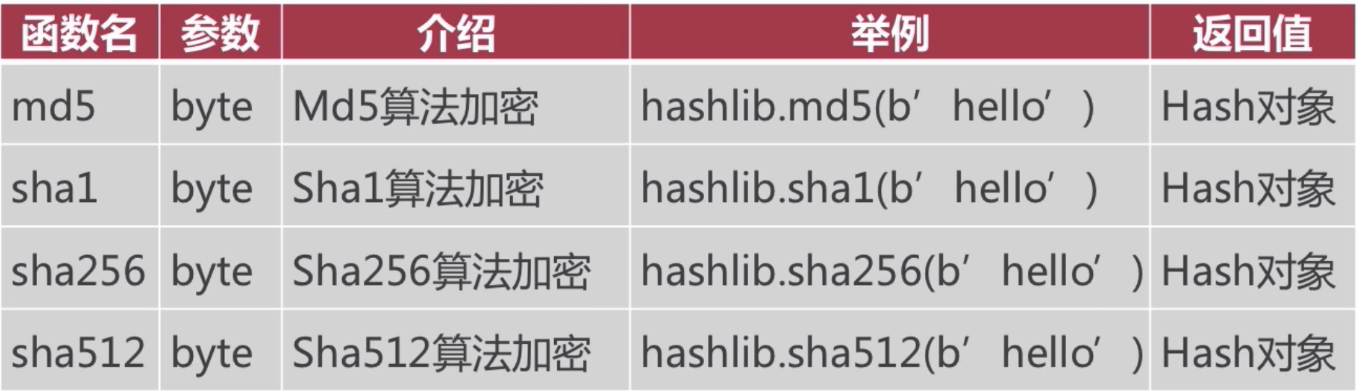 函数名 参数 介绍 举例 返回值
md5 byte Md5算法加密 hashlib.md5(b’hello’) Hash对象
sha1 byte Sha1算法加密 hashlib.sha1(b’hello’) Hash对象
sha256 byte Sha256算法加密 hashlib.sha256(b’hello’) Hash对象
sha512 byte Sha512算法加密 hashlib.sha512(b’hello’) Hash对象